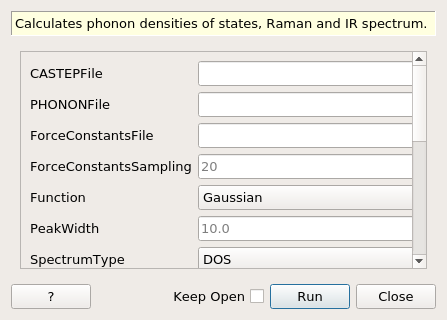 Calculates phonon densities of states, Raman and IR spectrum.
CASTEPFile
PHONONFile
ForceConstantsFile
ForceConstantsSampling 20
Function Gaussian
PeakWidth 10.0
SpectrumType DOS
? Keep Open Run Close